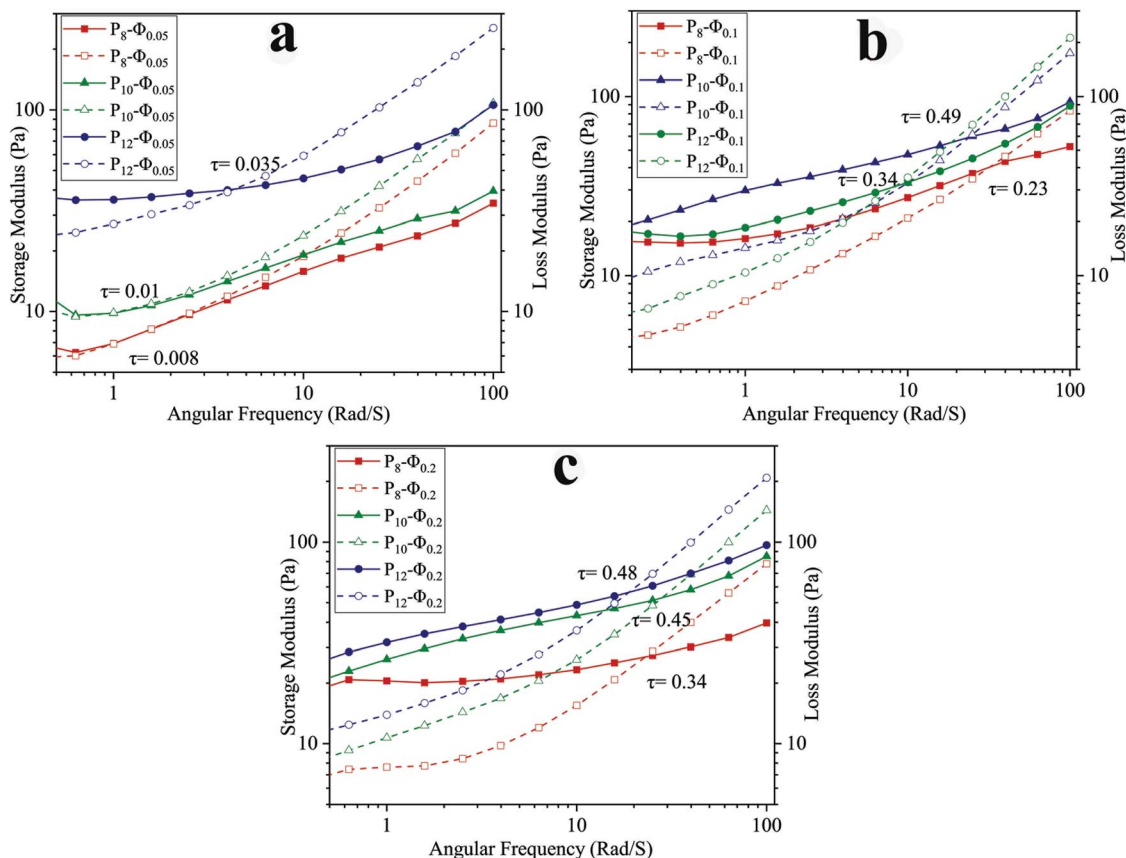 a
P8-Φ0.05
P8-Φ0.05
P10-Φ0.05
P10-Φ0.05
P12-Φ0.05
P12-Φ0.05
τ= 0.035
τ= 0.01
τ= 0.008
100
10
100
10
1
10
100
Storage Modulus (Pa)
Loss Modulus (Pa)
Angular Frequency (Rad/S)
b
P8-Φ0.1
P8-Φ0.1
P10-Φ0.1
P10-Φ0.1
P12-Φ0.1
P12-Φ0.1
τ= 0.49
τ= 0.34
τ= 0.23
100
10
100
10
1
10
100
Storage Modulus (Pa)
Loss Modulus (Pa)
Angular Frequency (Rad/S)
c
P8-Φ0.2
P8-Φ0.2
P10-Φ0.2
P10-Φ0.2
P12-Φ0.2
P12-Φ0.2
τ= 0.48
τ= 0.45
τ= 0.34
100
10
100
10
1
10
100
Storage Modulus (Pa)
Loss Modulus (Pa)
Angular Frequency (Rad/S)